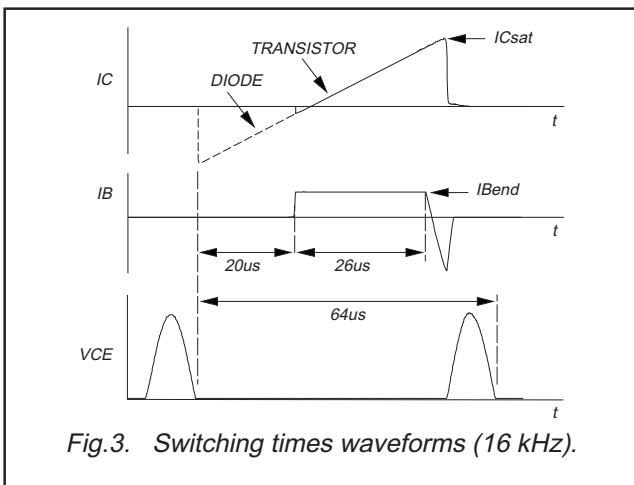 ICsat
TRANSISTOR
IC
DIODE
t
IB
IBend
t
20us
26us
64us
VCE
t
Fig.3. Switching times waveforms (16 kHz).